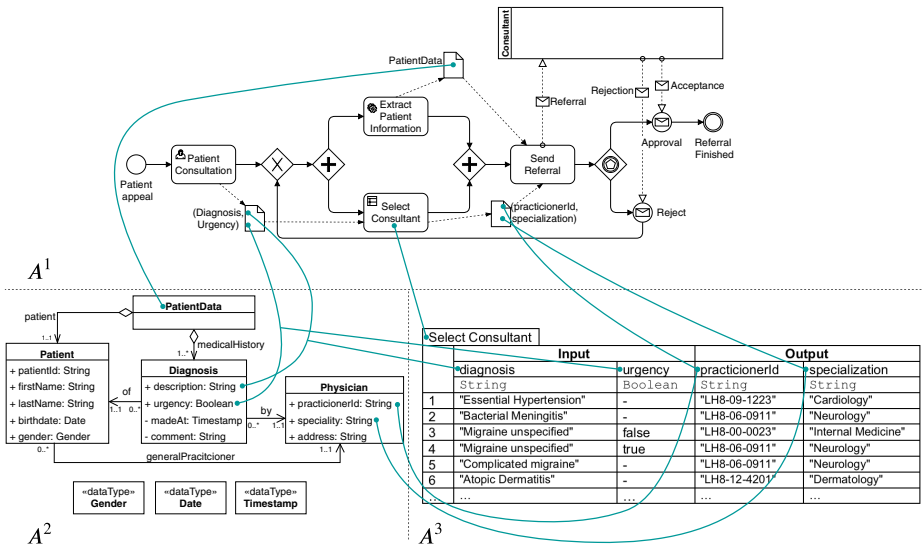 Consultant
PatientData
Referral
Rejection
Acceptance
Extract
Patient
Information
Patient
Consultation
Patient
appeal
Send
Referral
Approval
Referral
Finished
(Diagnosis,
Urgency)
Select
Consultant
(practicionerId,
specialization)
Reject
A1
PatientData
patient
1..1
medicalHistory
1..*
Patient
+ patientId: String
+ firstName: String
+ lastName: String
+ birthdate: Date
+ gender: Gender
of
1..1
0..*
Diagnosis
+ description: String
+ urgency: Boolean
- madeAt: Timestamp
- comment: String
by
0..*
1..1
Physician
+ practicionerId: String
+ speciality: String
+ address: String
0..*
generalPracitcioner
1..1
«dataType»
Gender
«dataType»
Date
«dataType»
Timestamp
A2
Select Consultant
Input Output
diagnosis urgency practicionerId specialization
String Boolean String String
1 "Essential Hypertension" - "LH8-09-1223" "Cardiology"
2 "Bacterial Meningitis" - "LH8-06-0911" "Neurology"
3 "Migraine unspecified" false "LH8-00-0023" "Internal Medicine"
4 "Migraine unspecified" true "LH8-06-0911" "Neurology"
5 "Complicated migraine" - "LH8-06-0911" "Neurology"
6 "Atopic Dermatitis" - "LH8-12-4201" "Dermatology"
... ... ... ... ...
A3